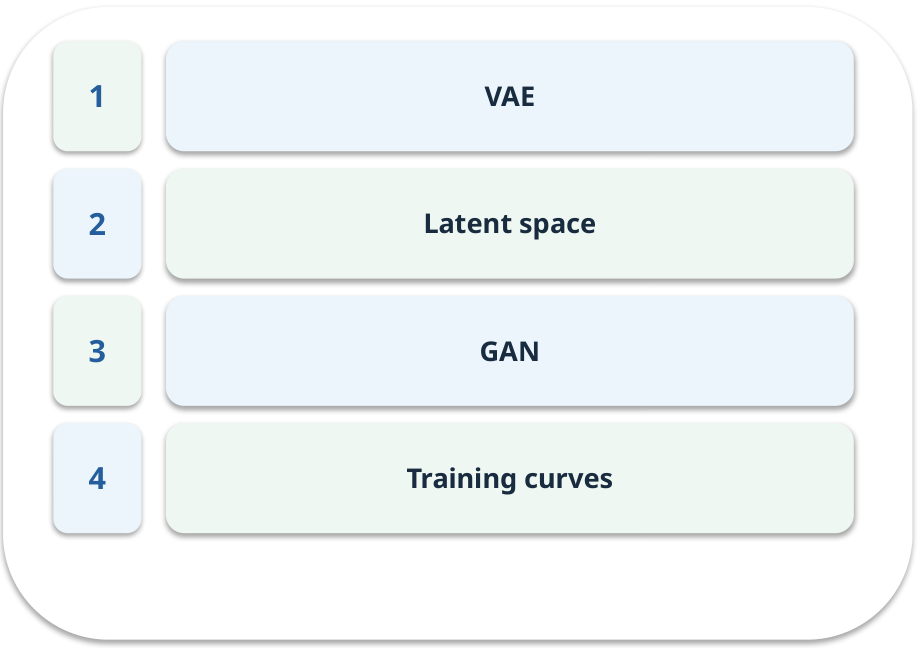 1 VAE
2 Latent space
3 GAN
4 Training curves